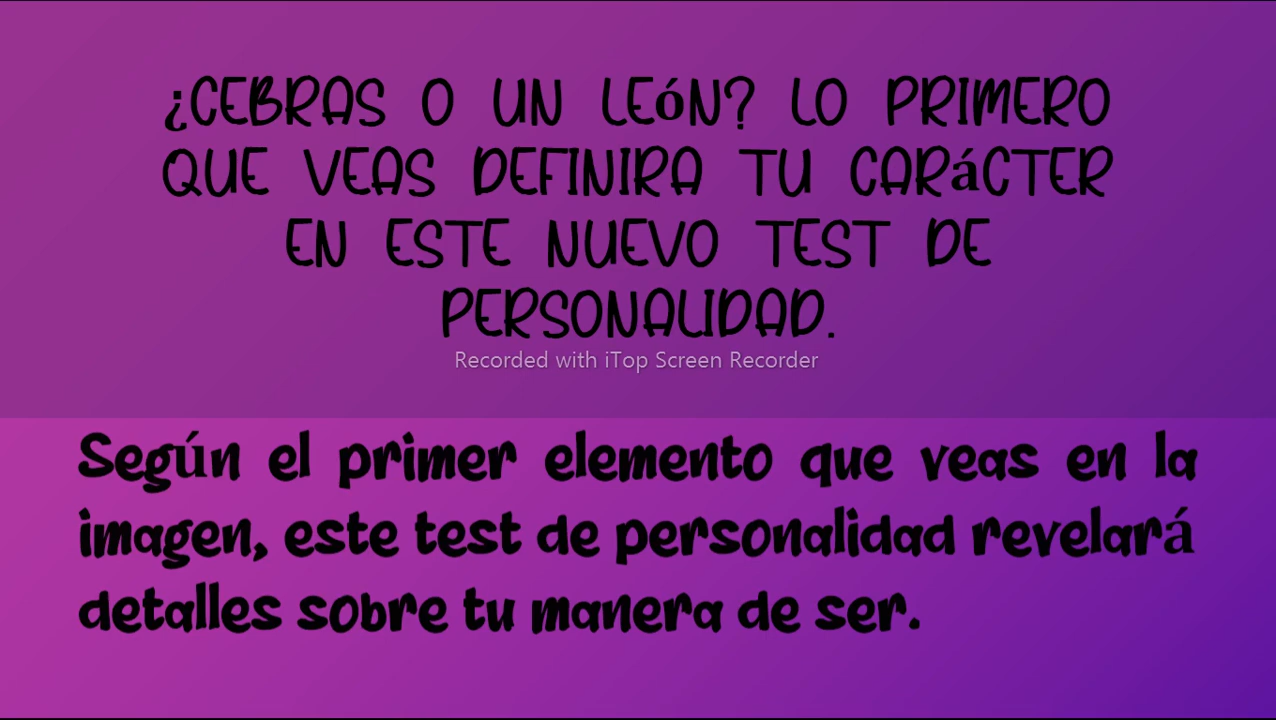 ¿CEBRAS O UN LEóN? LO PRIMERO
QUE VEAS DEFINIRA TU CARáCTER
EN ESTE NUEVO TEST DE
PERSONALIDAD.
Recorded with iTop Screen Recorder
Según el primer elemento que veas en la
imagen, este test de personalidad revelará
detalles sobre tu manera de ser.